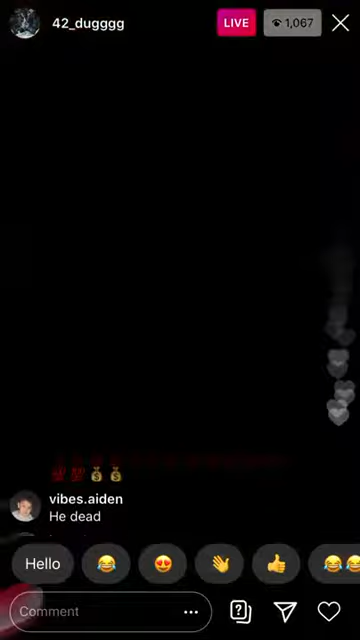 42_dugggg
LIVE
1,067
💯 💯 💰 💰
vibes.aiden
He dead
Hello
Comment